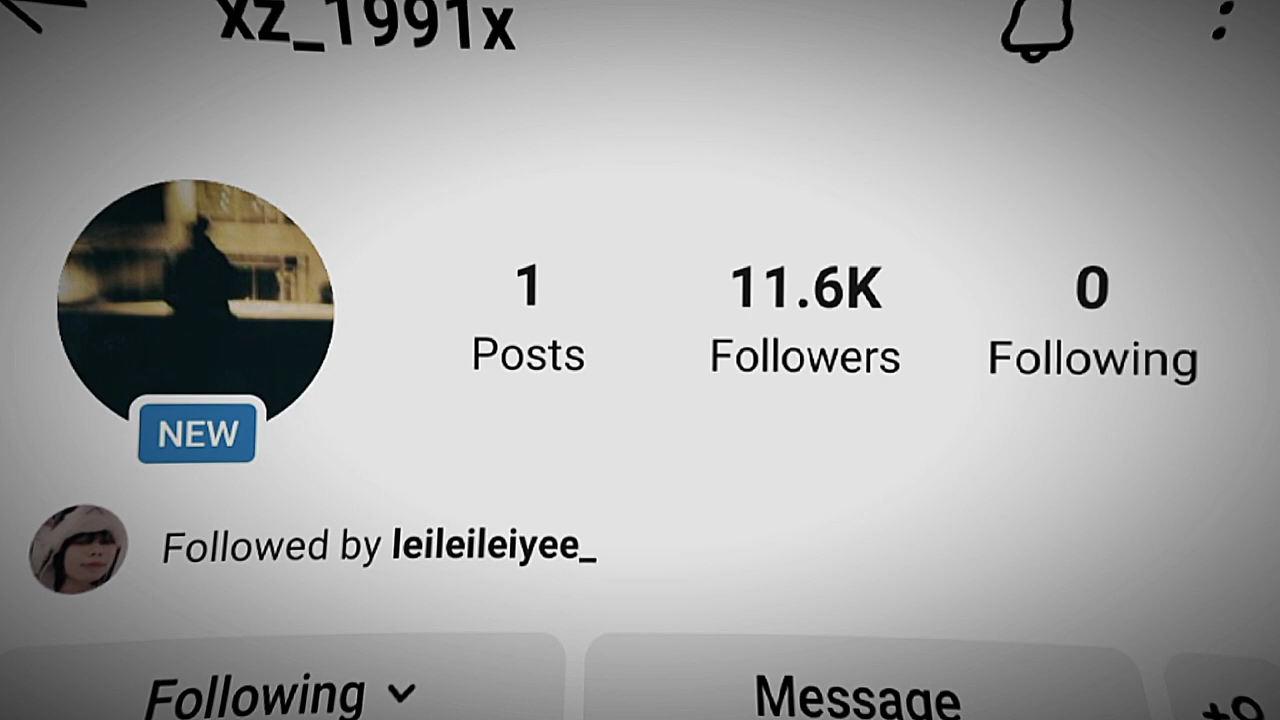 xz_1991x
1 11.6K 0
Posts Followers Following
NEW
Followed by leileileiyee_
Following Message